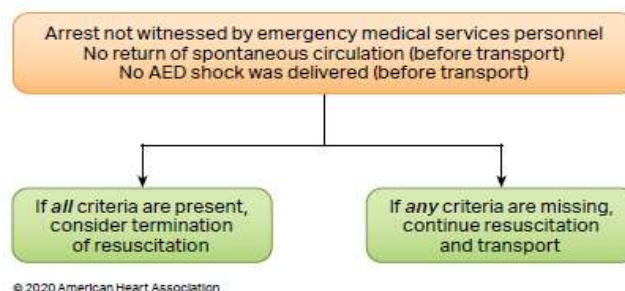 Arrest not witnessed by emergency medical services personnel
No return of spontaneous circulation (before transport)
No AED shock was delivered (before transport)
If all criteria are present,
consider termination
of resuscitation
If any criteria are missing,
continue resuscitation
and transport
© 2020 American Heart Association